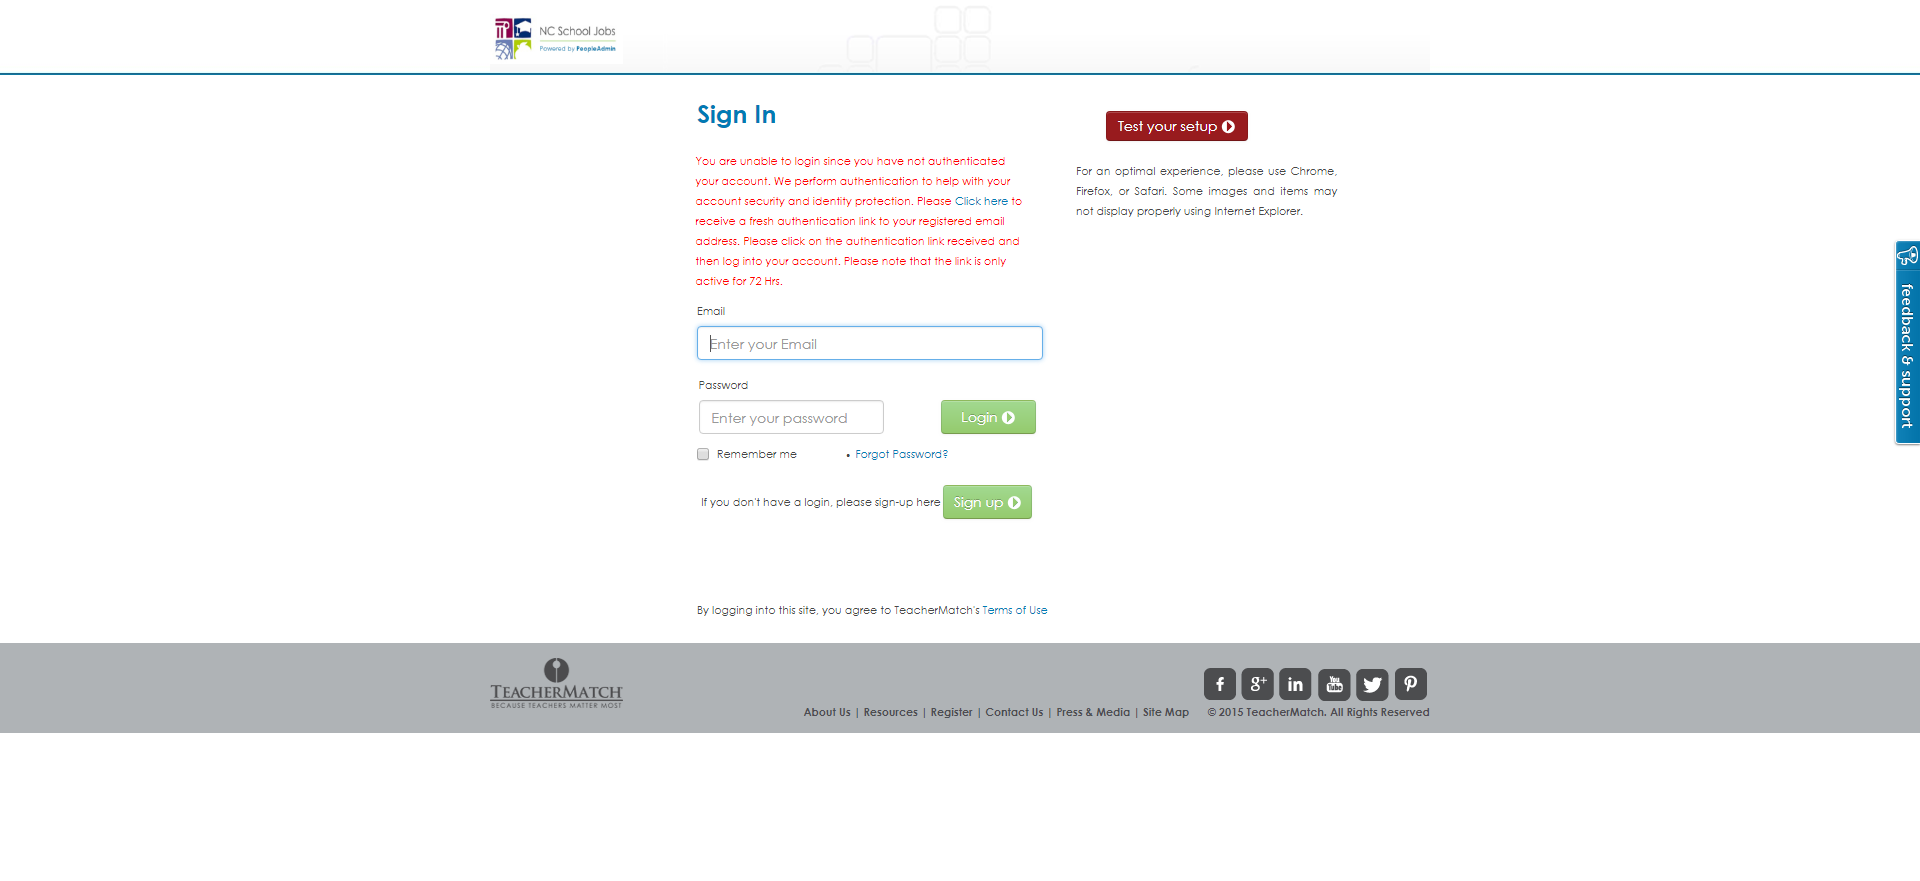 NC School Jobs
Powered by PeopleAdmin
Sign In
You are unable to login since you have not authenticated
your account. We perform authentication to help with your
account security and identity protection. Please Click here to
receive a fresh authentication link to your registered email
address. Please click on the authentication link received and
then log into your account. Please note that the link is only
active for 72 Hrs.
Email
Enter your Email
Password
Enter your password
Login
Remember me
• Forgot Password?
If you don't have a login, please sign-up here
Sign up
By logging into this site, you agree to TeacherMatch's Terms of Use
Test your setup
For an optimal experience, please use Chrome,
Firefox, or Safari. Some images and items may
not display properly using Internet Explorer.
feedback & support
TEACHERMATCH
BECAUSE TEACHERS MATTER MOST
f g+ in You Tube
About Us | Resources | Register | Contact Us | Press & Media | Site Map © 2015 TeacherMatch. All Rights Reserved